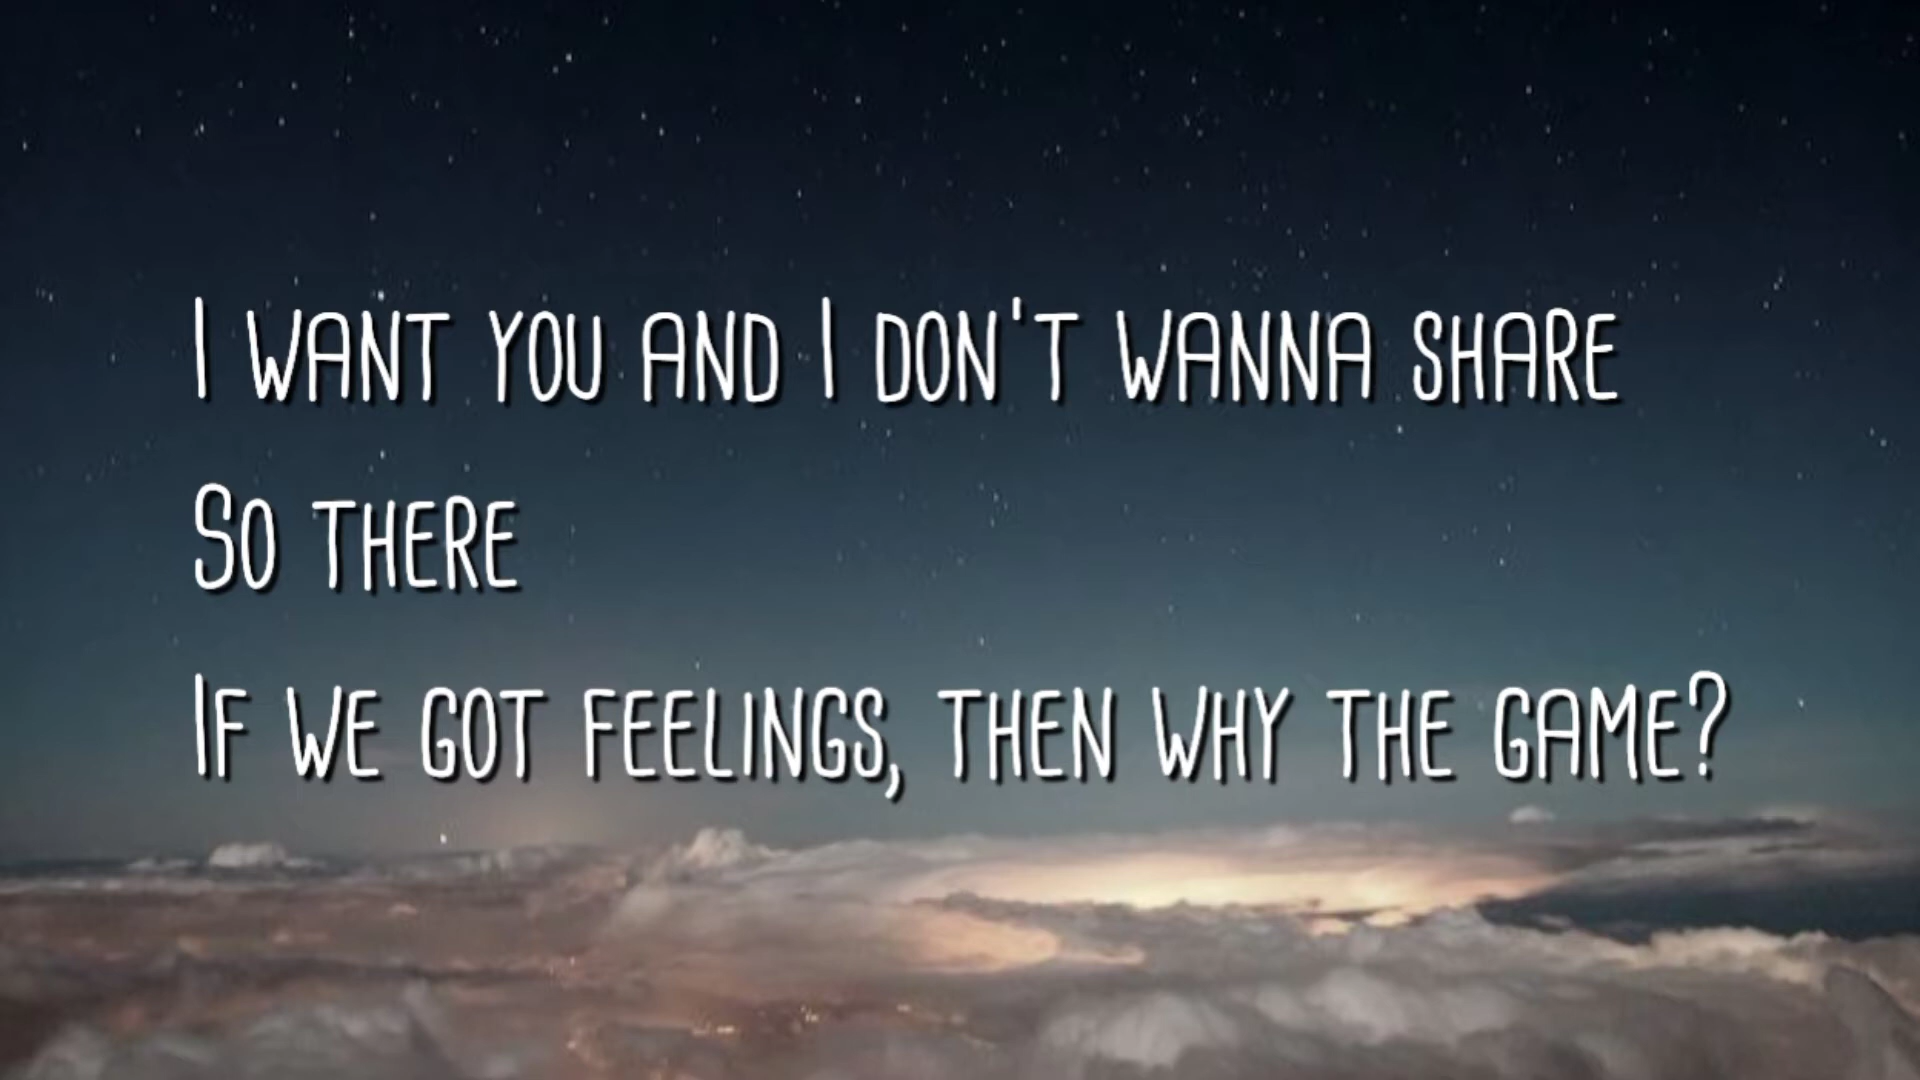 I want you and I don't wanna share
So there
If we got feelings, then why the game?